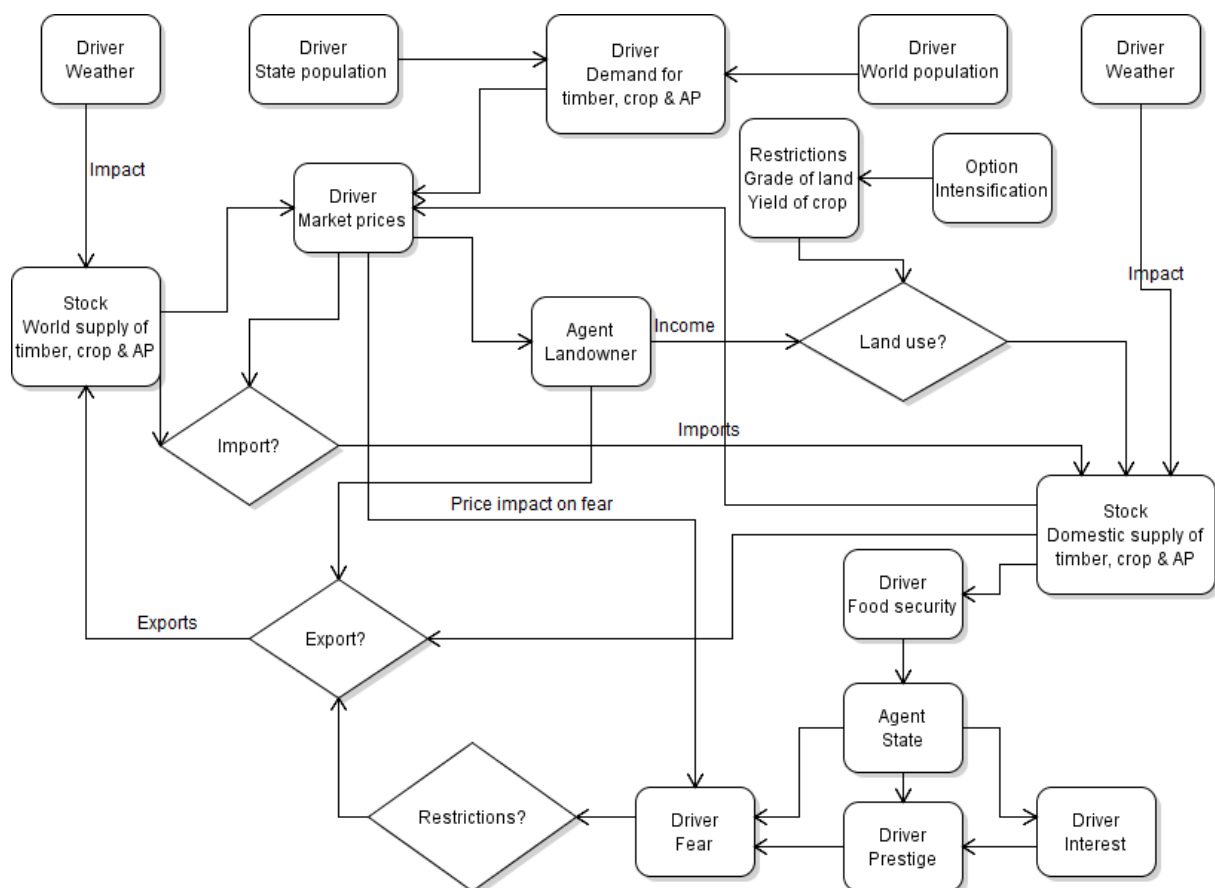 Driver
Weather
Driver
State population
Driver
Demand for
timber, crop & AP
Driver
World population
Driver
Weather
Impact
Restrictions
Grade of land
Yield of crop
Option
Intensification
Driver
Market prices
Impact
Stock
World supply of
timber, crop & AP
Agent
Landowner
Income
Land use?
Import?
Imports
Price impact on fear
Stock
Domestic supply of
timber, crop & AP
Driver
Food security
Exports
Export?
Agent
State
Restrictions?
Driver
Fear
Driver
Prestige
Driver
Interest